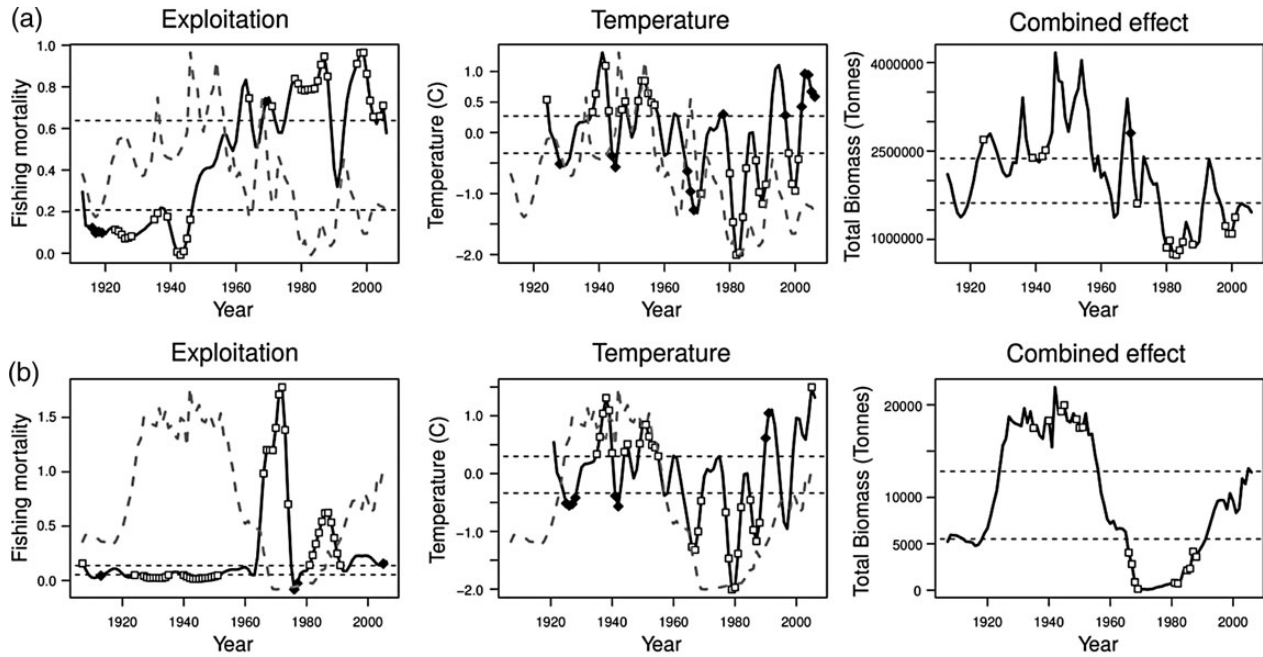 (a)
Exploitation
Temperature
Combined effect
Fishing mortality
1.0
0.8
0.6
0.4
0.2
0.0
1920 1940 1960 1980 2000
Year
Temperature (C)
1.0
0.5
0.0
-1.0
-2.0
1920 1940 1960 1980 2000
Year
Total Biomass (Tonnes)
4000000
2500000
1000000
1920 1940 1960 1980 2000
Year
(b)
Exploitation
Temperature
Combined effect
Fishing mortality
1.5
1.0
0.5
0.0
1920 1940 1960 1980 2000
Year
Temperature (C)
1.0
0.0
-1.0
-2.0
1920 1940 1960 1980 2000
Year
Total Biomass (Tonnes)
20000
10000
5000
0
1920 1940 1960 1980 2000
Year